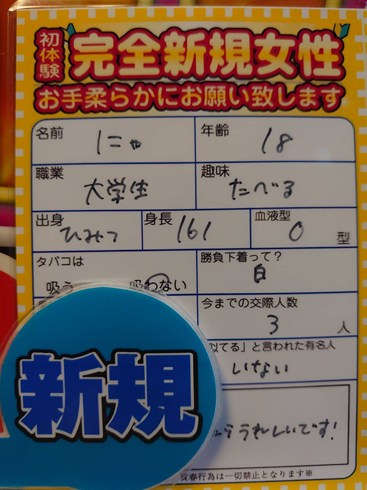 初体験 完全新規女性
お手柔らかにお願い致します
名前 にゃ 年齢 18
職業 大学生 趣味 たべる
出身 ひみつ 身長 161 血液型 O 型
タバコは 吸う 吸わない 勝負下着って? 白
今までの交際人数 3 人
似てる」と言われた有名人 いない
うれしいです!
新規
春行為は一切禁止となります※